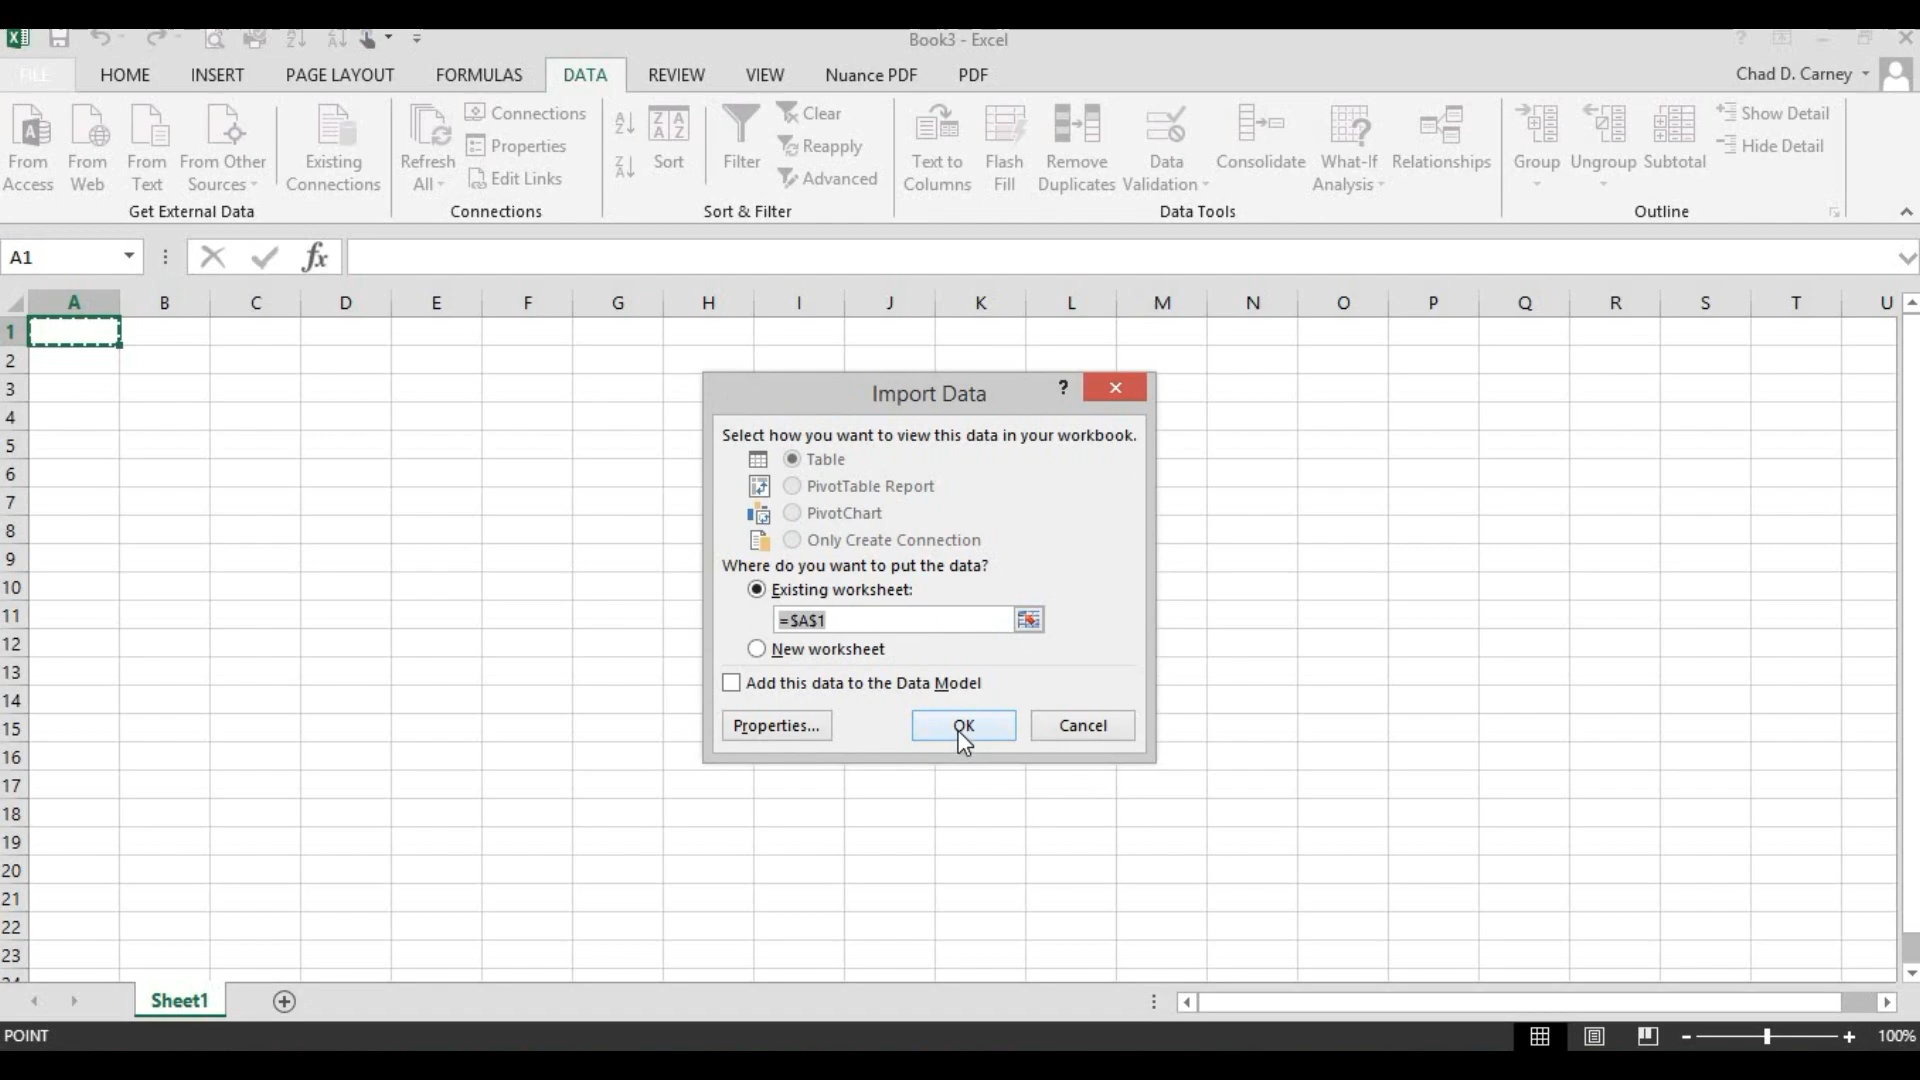 Book3 - Excel
FILE HOME INSERT PAGE LAYOUT FORMULAS DATA REVIEW VIEW Nuance PDF PDF Chad D. Carney
From Access
From Web
From Text
From Other Sources
Existing Connections
Get External Data
Refresh All
Connections
Properties
Edit Links
Connections
Sort
Filter
Clear
Reapply
Advanced
Sort & Filter
Text to Columns
Flash Fill
Remove Duplicates
Data Validation
Consolidate
What-If Analysis
Relationships
Data Tools
Group
Ungroup
Subtotal
Show Detail
Hide Detail
Outline
A1 fx
A B C D E F G H I J K L M N O P Q R S T U
1
2
3
4
5
6
7
8
9
10
11
12
13
14
15
16
17
18
19
20
21
22
23
Import Data ?
Select how you want to view this data in your workbook.
Table
PivotTable Report
PivotChart
Only Create Connection
Where do you want to put the data?
Existing worksheet:
=$A$1
New worksheet
Add this data to the Data Model
Properties... OK Cancel
Sheet1
POINT 100%